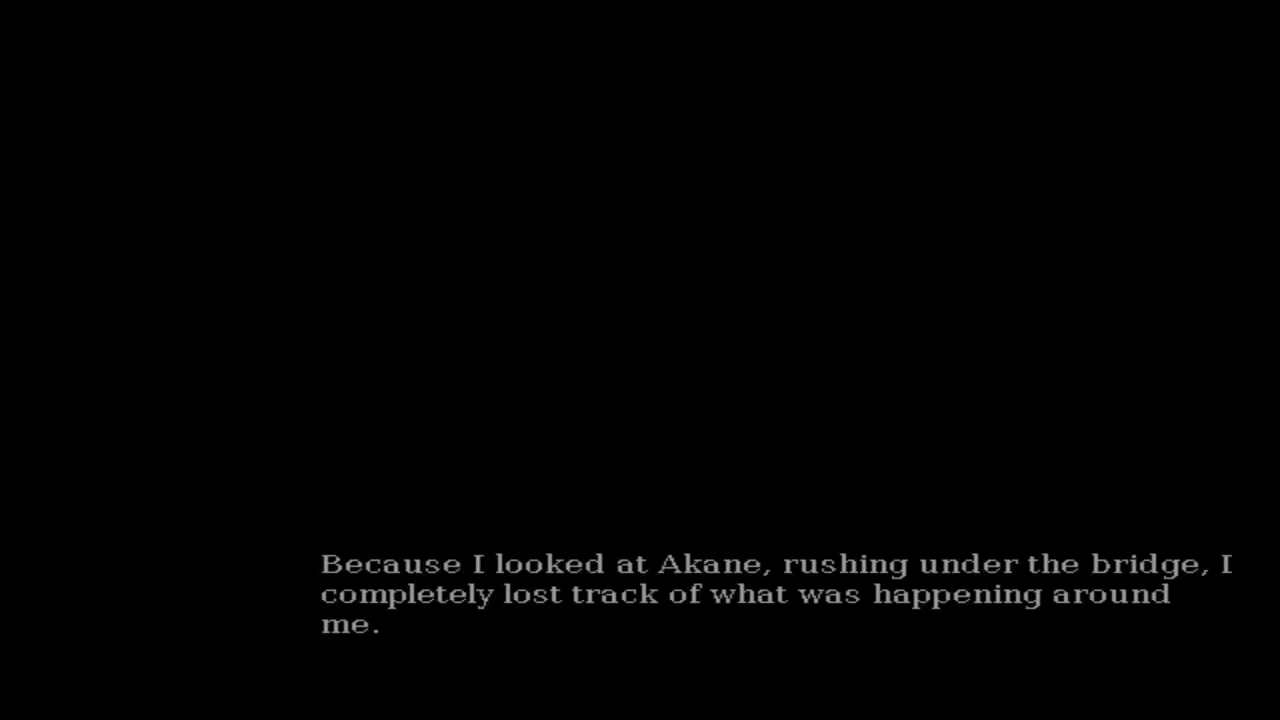 Because I looked at Akane, rushing under the bridge, I
completely lost track of what was happening around
me.